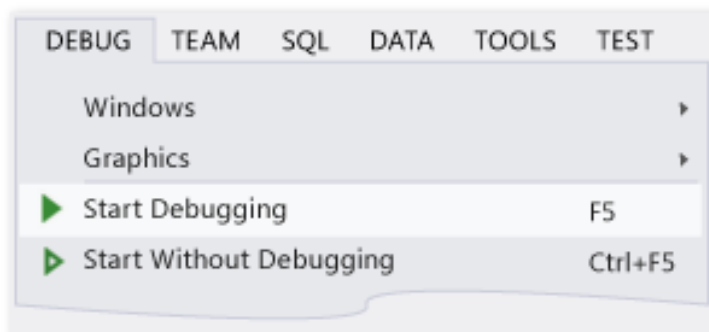 DEBUG TEAM SQL DATA TOOLS TEST
Windows
Graphics
Start Debugging F5
Start Without Debugging Ctrl+F5